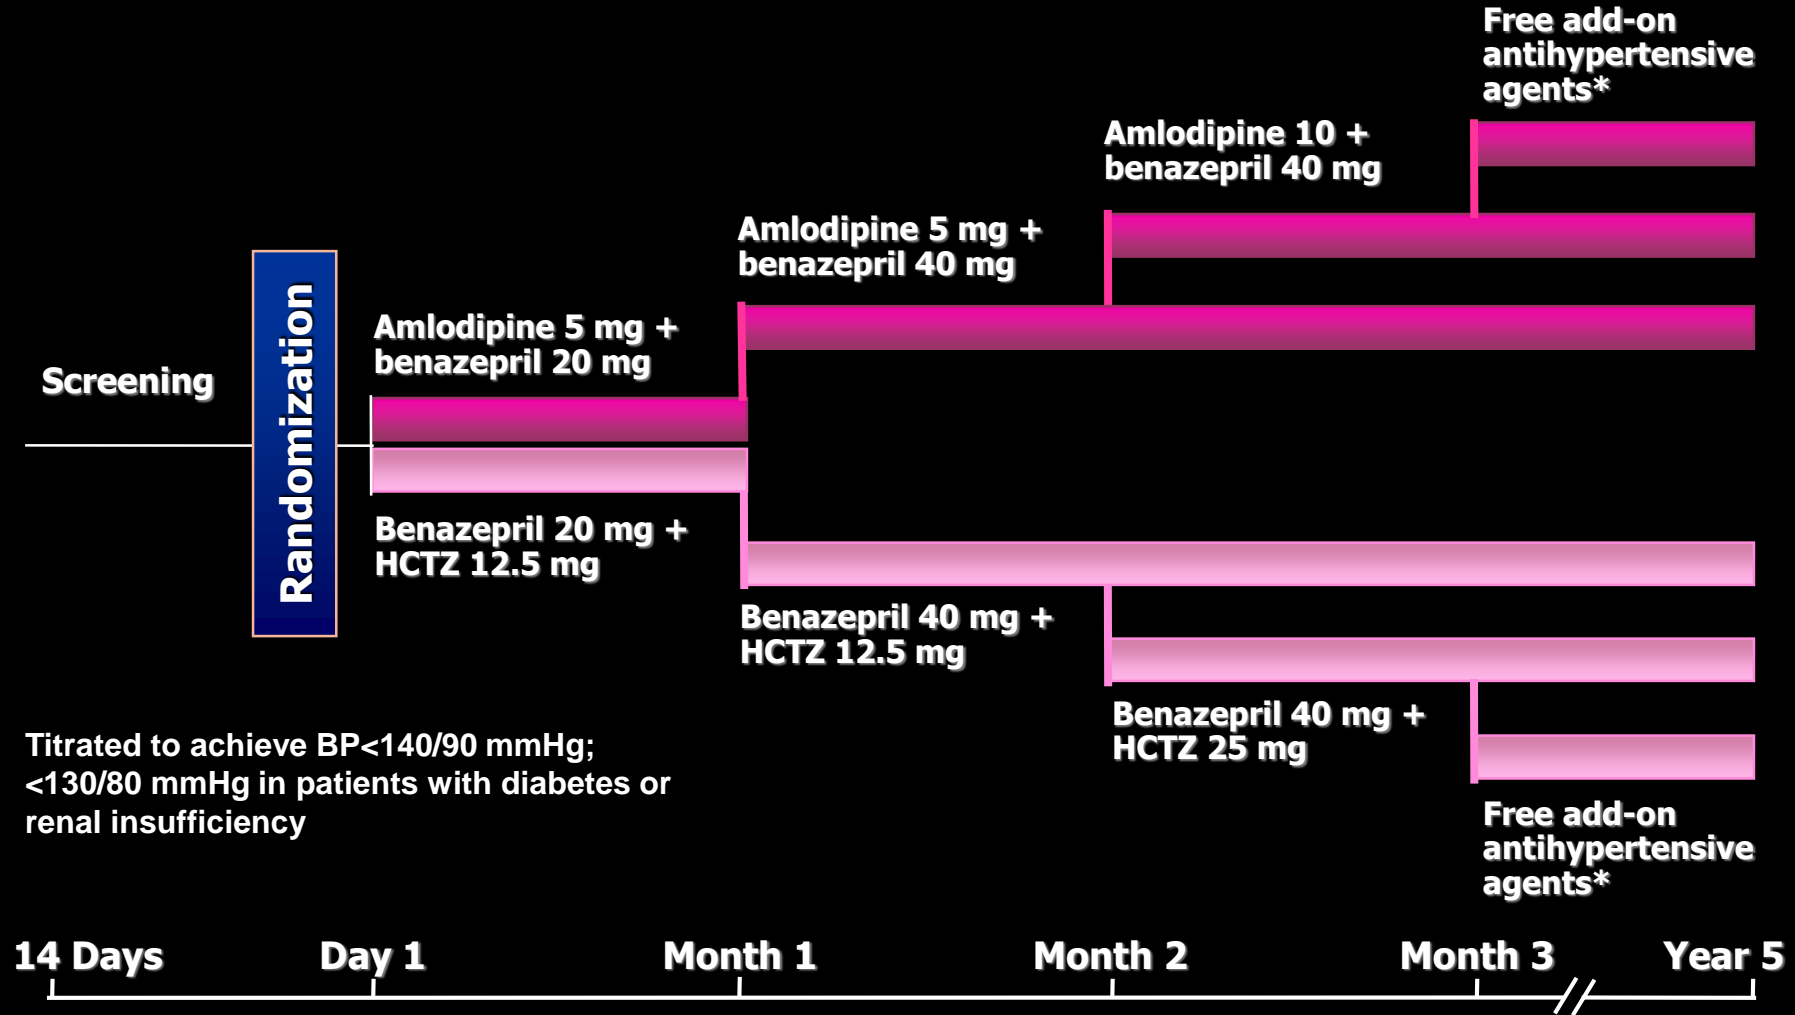 Free add-on
antihypertensive
agents*
Amlodipine 10 +
benazepril 40 mg
Amlodipine 5 mg +
benazepril 40 mg
Amlodipine 5 mg +
benazepril 20 mg
Screening
Randomization
Benazepril 20 mg +
HCTZ 12.5 mg
Benazepril 40 mg +
HCTZ 12.5 mg
Benazepril 40 mg +
HCTZ 25 mg
Titrated to achieve BP<140/90 mmHg;
<130/80 mmHg in patients with diabetes or
renal insufficiency
Free add-on
antihypertensive
agents*
14 Days
Day 1
Month 1
Month 2
Month 3
Year 5